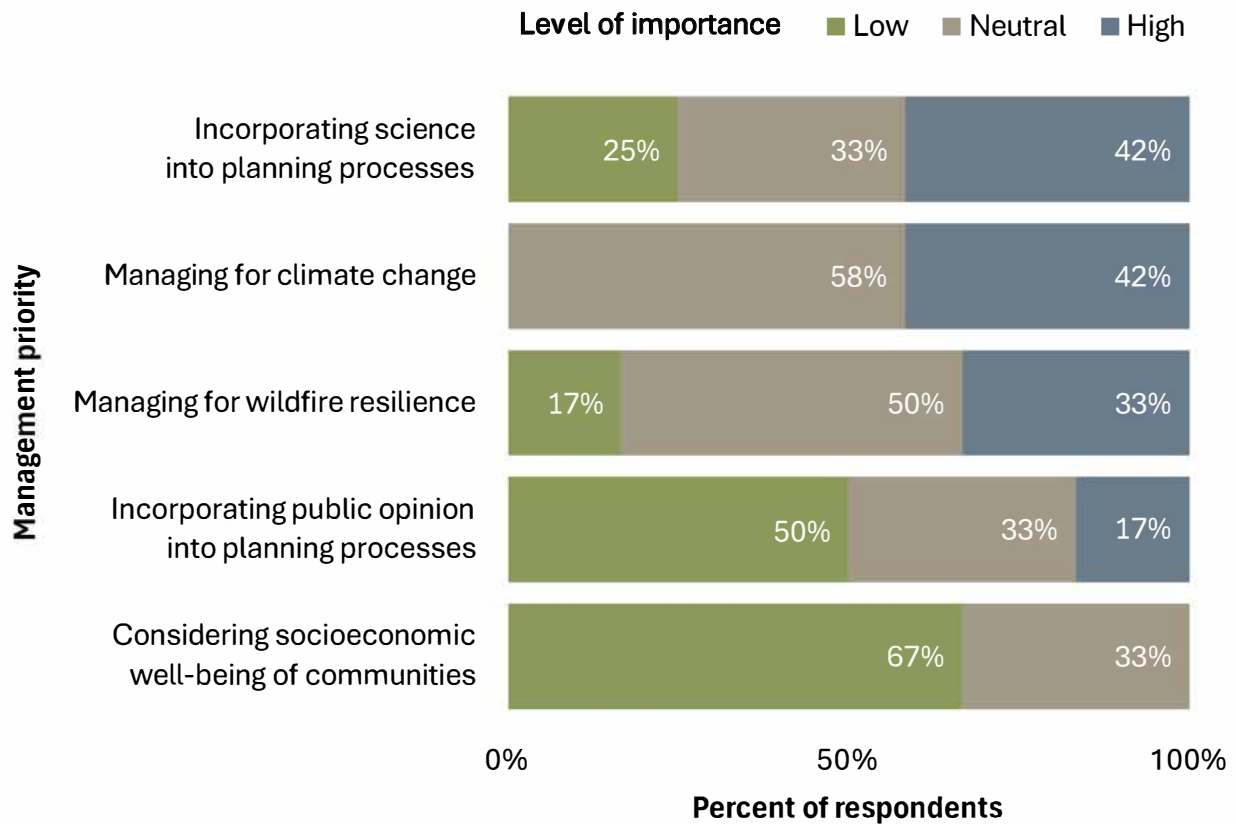 Level of importance Low Neutral High
Incorporating science
into planning processes
25% 33% 42%
Managing for climate change
58% 42%
Managing for wildfire resilience
17% 50% 33%
Incorporating public opinion
into planning processes
50% 33% 17%
Considering socioeconomic
well-being of communities
67% 33%
Management priority
0% 50% 100%
Percent of respondents